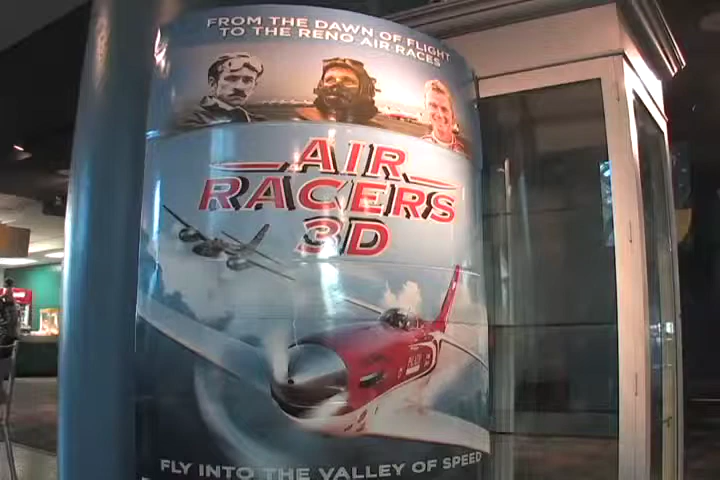 FROM THE DAWN OF FLIGHT
TO THE RENO AIR RACES
AIR
RACERS
3D
FLY INTO THE VALLEY OF SPEED